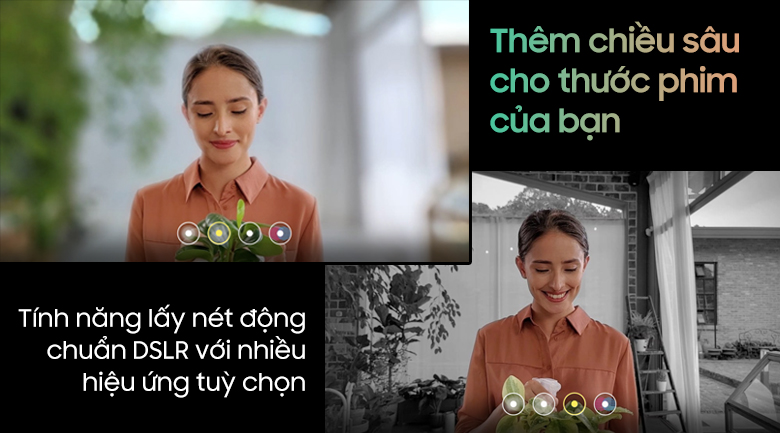 Thêm chiều sâu
cho thước phim
của bạn
Tính năng lấy nét động
chuẩn DSLR với nhiều
hiệu ứng tuỳ chọn